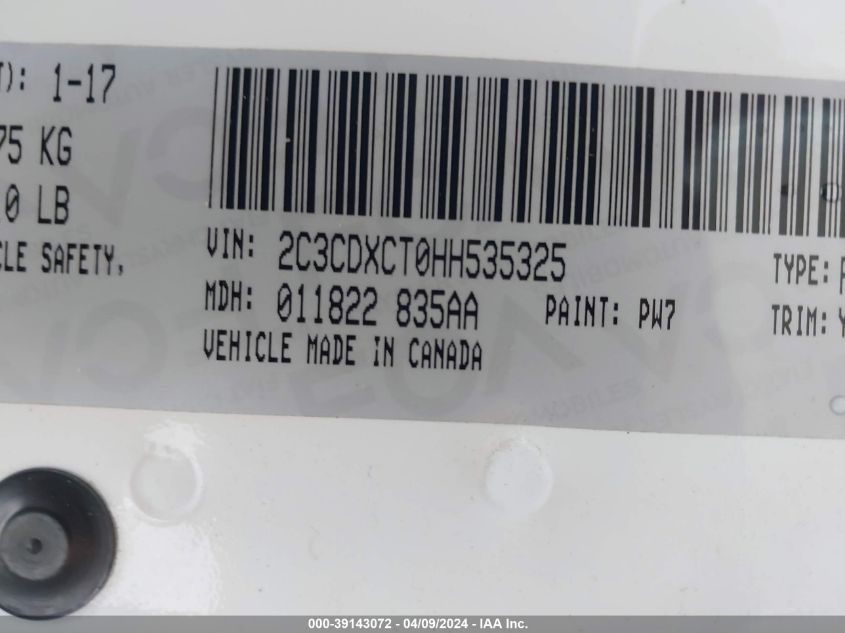 T): 1-17
75 KG
0 LB
CLE SAFETY,
VIN: 2C3CDXCT0HH535325
TYPE:
MDH: 011822 835AA PAINT: PW7
TRIM:
VEHICLE MADE IN CANADA
000-39143072 - 04/09/2024 - IAA Inc.